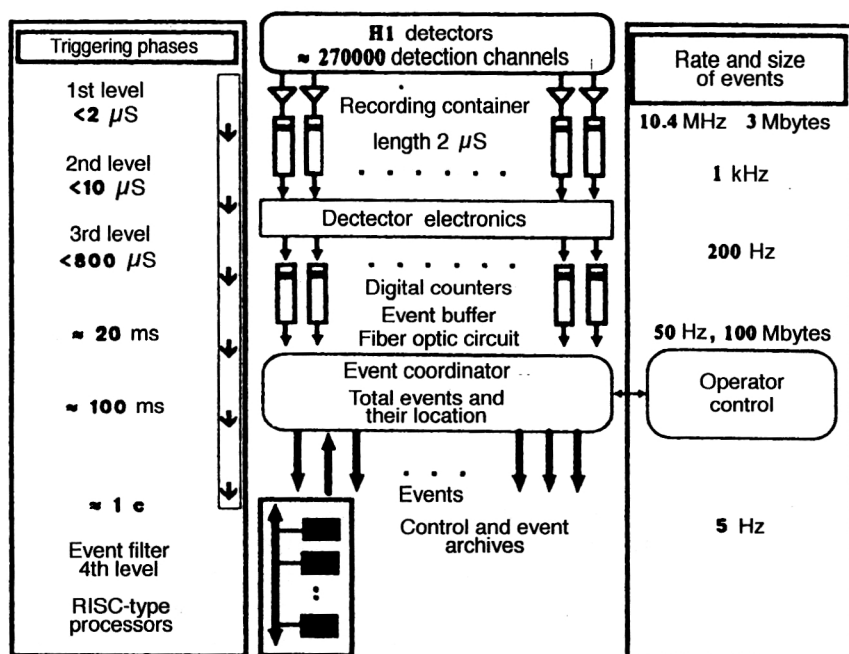 Triggering phases
1st level
<2 μS
2nd level
<10 μS
3rd level
<800 μS
≈ 20 ms
≈ 100 ms
≈ 1 c
Event filter
4th level
RISC-type
processors
H1 detectors
≈ 270000 detection channels
Recording container
length 2 μS
Dectector electronics
Digital counters
Event buffer
Fiber optic circuit
Event coordinator
Total events and
their location
Events
Control and event
archives
Rate and size
of events
10.4 MHz 3 Mbytes
1 kHz
200 Hz
50 Hz, 100 Mbytes
Operator
control
5 Hz